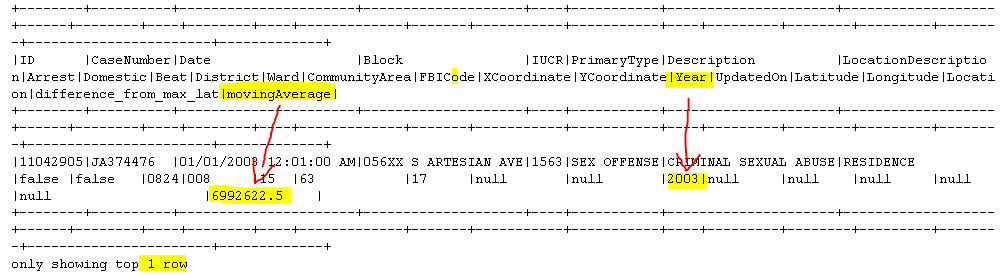 |ID |CaseNumber|Date |Block |IUCR|PrimaryType|Description |LocationDescriptio
n|Arrest|Domestic|Beat|District|Ward|CommunityArea|FBICode|XCoordinate|YCoordinate|Year|UpdatedOn|Latitude|Longitude|Locati
on|difference_from_max_lat|movingAverage|
|11042905|JA374476 |01/01/2003 12:01:00 AM|056XX S ARTESIAN AVE|1563|SEX OFFENSE|CRIMINAL SEXUAL ABUSE|RESIDENCE
|false |false |0824|008 |15 |63 |17 |null |null |2003|null |null |null |null
|null |6992622.5 |
only showing top 1 row